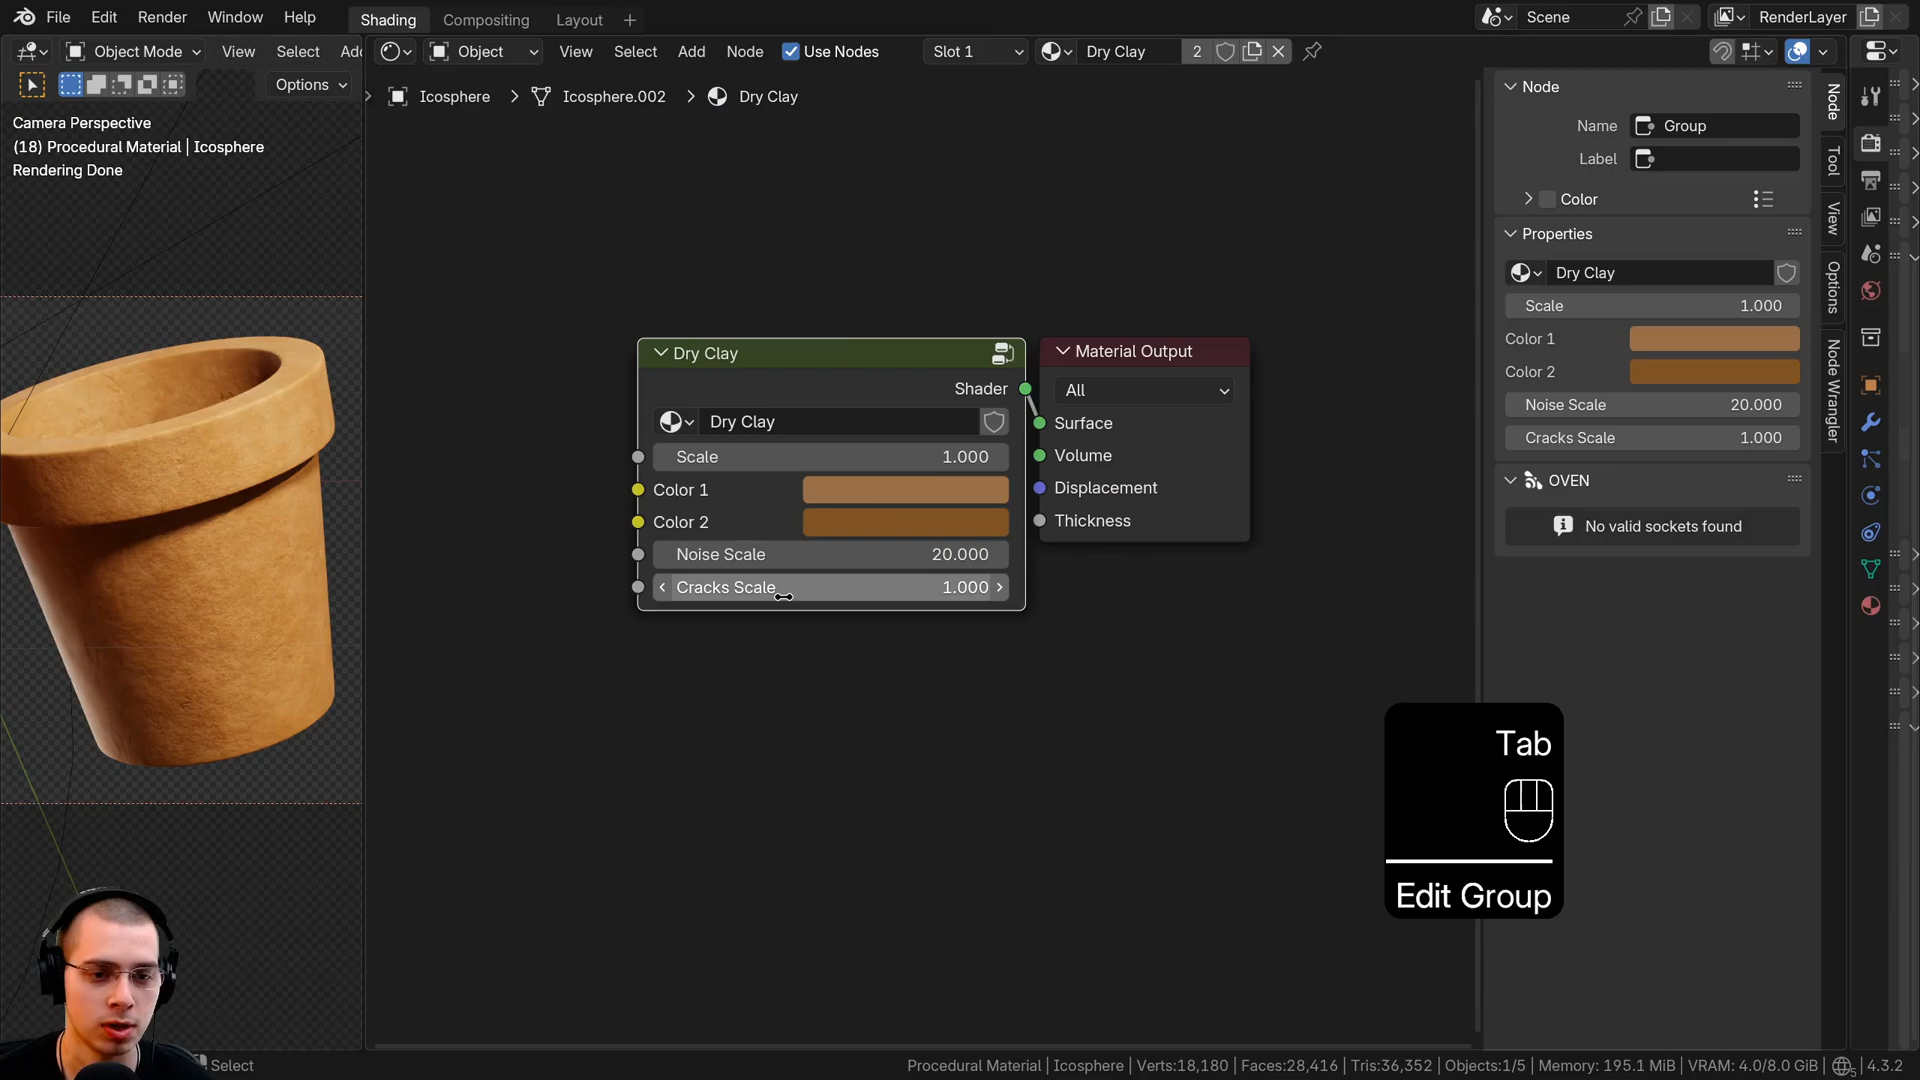 File Edit Render Window Help Shading Compositing Layout + Scene RenderLayer
Object Mode View Select Ad Object View Select Add Node Use Nodes Slot 1 Dry Clay 2
Options
Icosphere > Icosphere.002 > Dry Clay
Camera Perspective
(18) Procedural Material | Icosphere
Rendering Done
Dry Clay
Shader
Dry Clay
Scale 1.000
Color 1
Color 2
Noise Scale 20.000
Cracks Scale 1.000
Material Output
All
Surface
Volume
Displacement
Thickness
Node
Name Group
Label
Color
Properties
Dry Clay
Scale 1.000
Color 1
Color 2
Noise Scale 20.000
Cracks Scale 1.000
OVEN
No valid sockets found
Node
Tool
View
Options
Node Wrangler
Tab
Edit Group
Select
Procedural Material | Icosphere | Verts:18,180 | Faces:28,416 | Tris:36,352 | Objects:1/5 | Memory: 195.1 MiB | VRAM: 4.0/8.0 GiB | 5 4.3.2